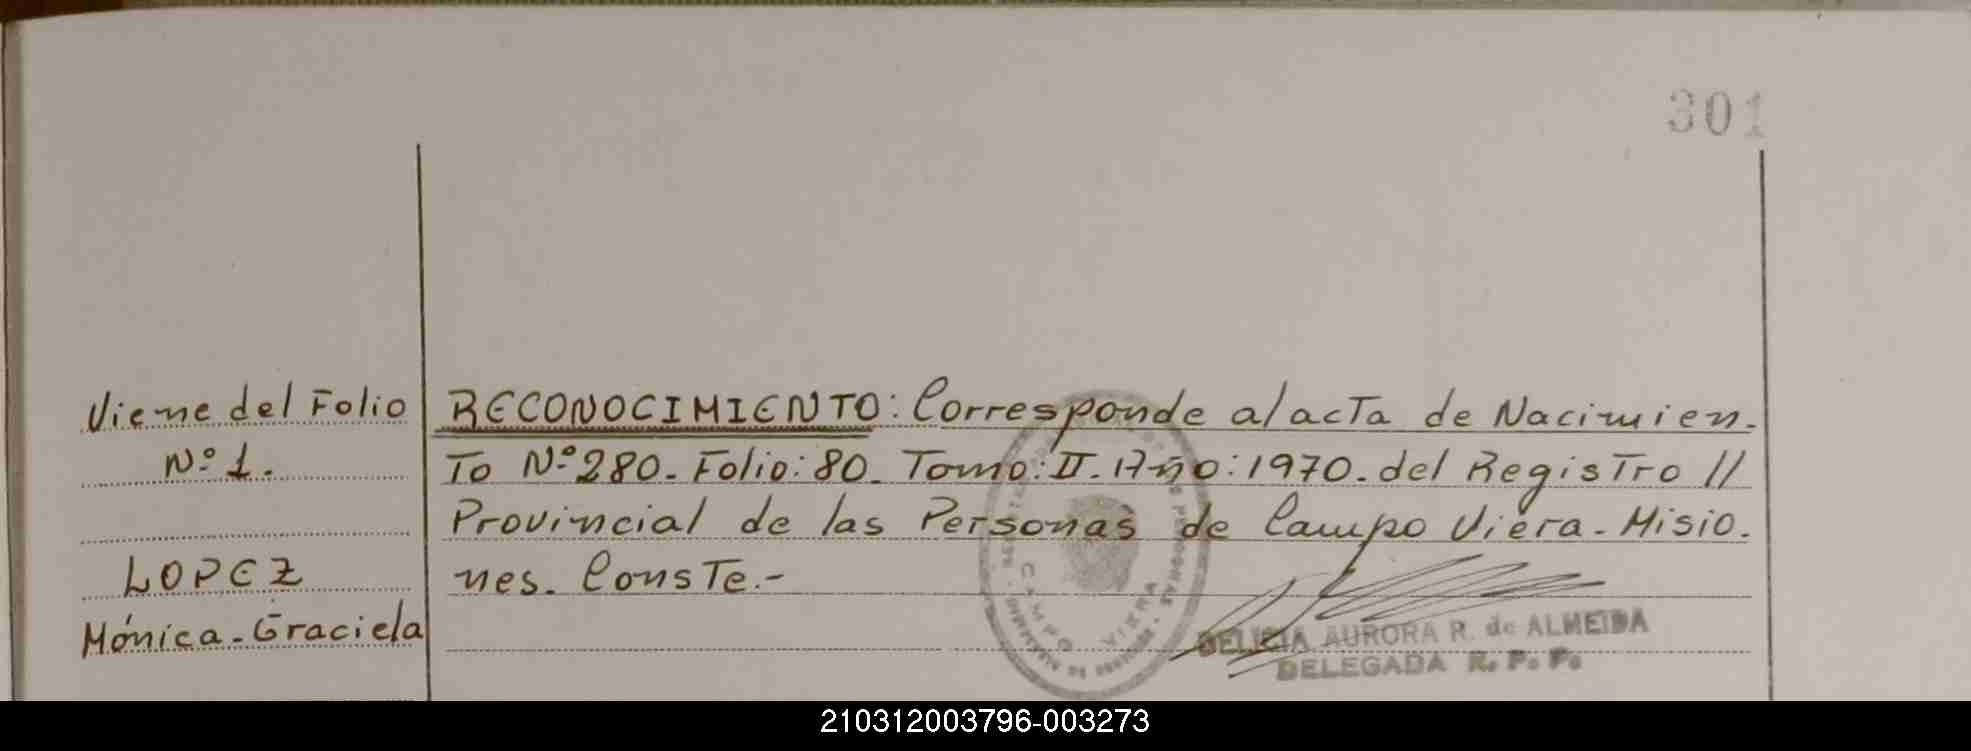 301
Viene del Folio
Nº 1.
LOPEZ
Mónica-Graciela
RECONOCIMIENTO: Corresponde al acta de Nacimien-
to Nº 280- Folio: 80- Tomo: II- Año: 1970- del Registro //
Provincial de las Personas de Campo Viera- Misio-
nes- Conste.-
CAMPO VIERA
DELICIA AURORA R. de ALMEIDA
DELEGADA R. P. P.
210312003796-003273